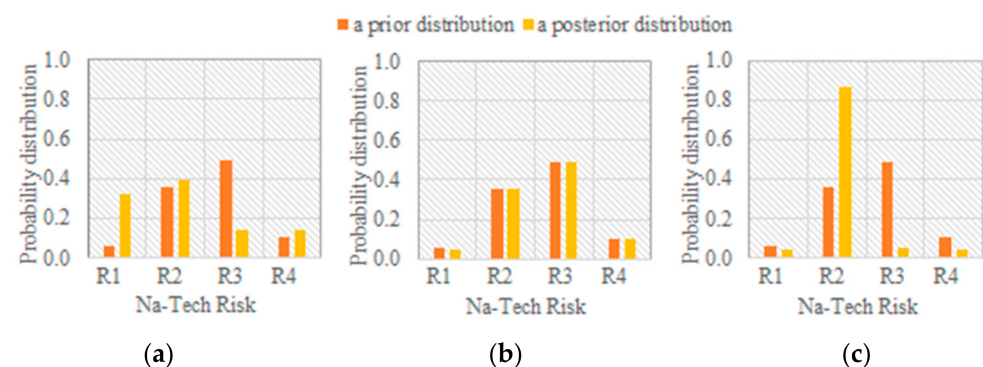 a prior distribution a posterior distribution
Probability distribution
1.0
0.8
0.6
0.4
0.2
0.0
R1 R2 R3 R4
Na-Tech Risk
(a)
Probability distribution
1.0
0.8
0.6
0.4
0.2
0.0
R1 R2 R3 R4
Na-Tech Risk
(b)
Probability distribution
1.0
0.8
0.6
0.4
0.2
0.0
R1 R2 R3 R4
Na-Tech Risk
(c)